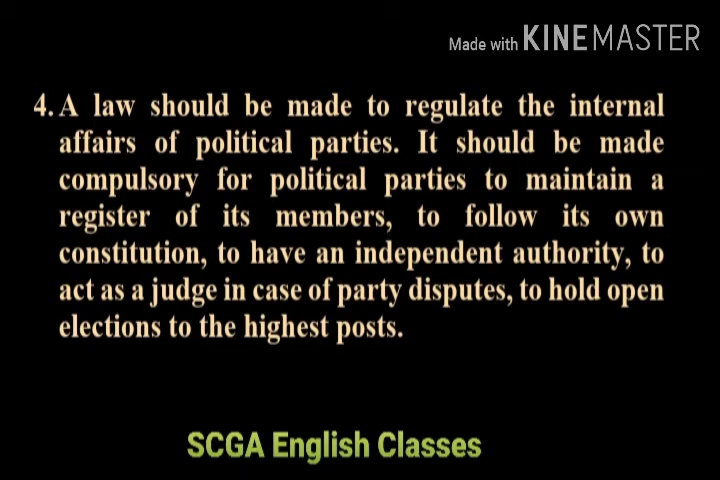 Made with KINEMASTER
4. A law should be made to regulate the internal
affairs of political parties. It should be made
compulsory for political parties to maintain a
register of its members, to follow its own
constitution, to have an independent authority, to
act as a judge in case of party disputes, to hold open
elections to the highest posts.
SCGA English Classes